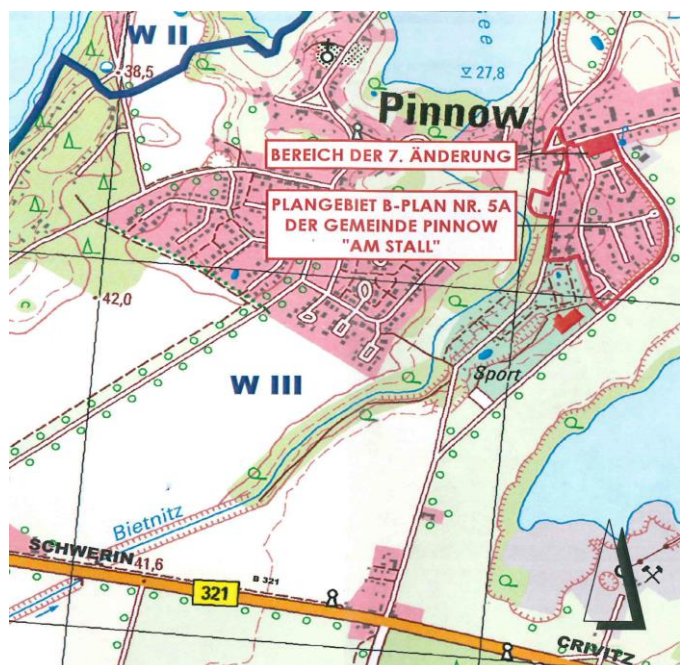 W II
38,5
see
27,8
Pinnow
BEREICH DER 7. ÄNDERUNG
PLANGEBIET B-PLAN NR. 5A
DER GEMEINDE PINNOW
"AM STALL"
42,0
W III
Sport
Bietnitz
SCHWERIN
41,6
B 321
321
CRIVITZ